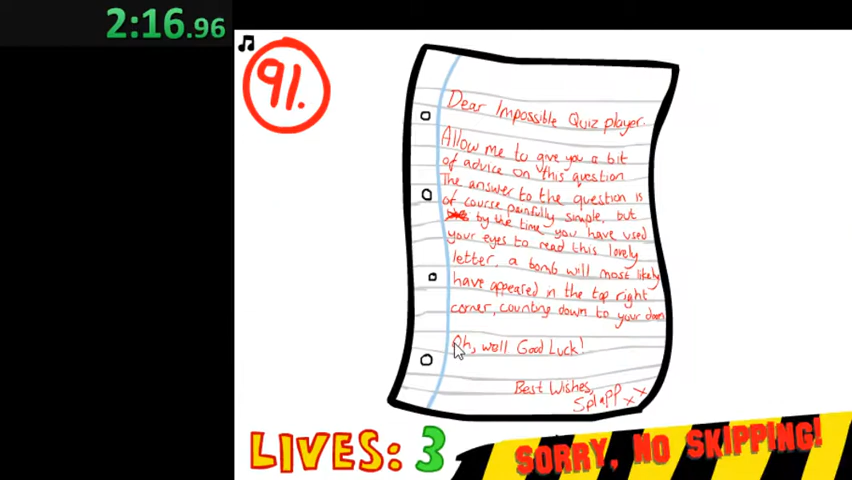 2:16.96
91.
Dear Impossible Quiz player.
Allow me to give you a bit
of advice on this question
The answer to the question is
of course painfully simple, but
by the time you have used
your eyes to read this lovely
letter, a bomb will most likely
have appeared in the top right
corner, counting down to your doom
Oh, well Good Luck!
Best Wishes,
Splapp x x
LIVES: 3
SORRY, NO SKIPPING!